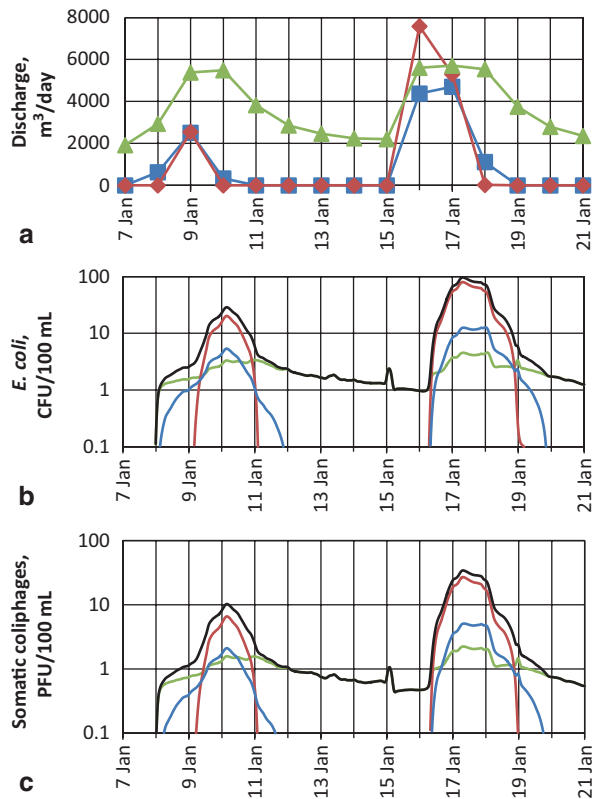 Discharge,
m³/day
8000
6000
4000
2000
0
7 Jan
9 Jan
11 Jan
13 Jan
15 Jan
17 Jan
19 Jan
21 Jan
a
E. coli,
CFU/100 mL
100
10
1
0.1
7 Jan
9 Jan
11 Jan
13 Jan
15 Jan
17 Jan
19 Jan
21 Jan
b
Somatic coliphages,
PFU/100 mL
100
10
1
0.1
7 Jan
9 Jan
11 Jan
13 Jan
15 Jan
17 Jan
19 Jan
21 Jan
c